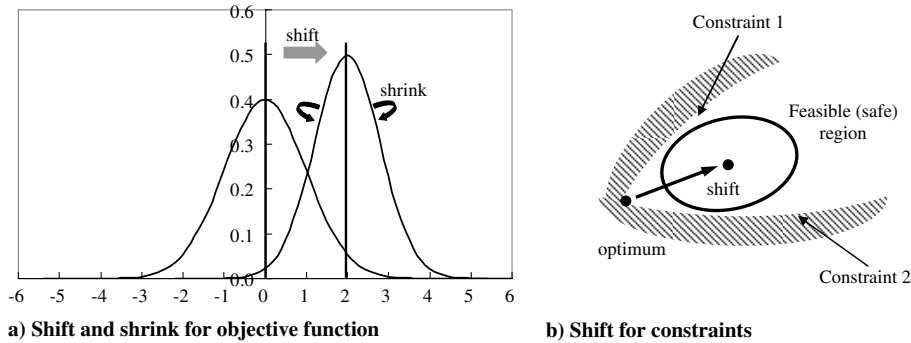 0.6
0.5
0.4
0.3
0.2
0.1
0.0
-6 -5 -4 -3 -2 -1 0 1 2 3 4 5 6
shift
shrink
a) Shift and shrink for objective function
Constraint 1
Feasible (safe)
region
shift
optimum
Constraint 2
b) Shift for constraints